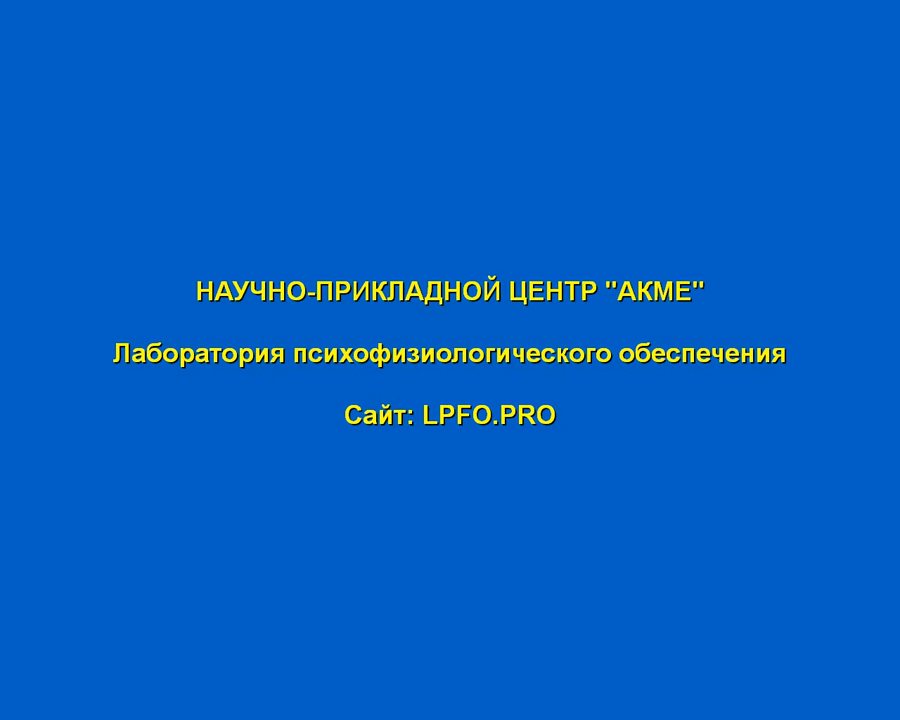 НАУЧНО-ПРИКЛАДНОЙ ЦЕНТР "АКМЕ"
Лаборатория психофизиологического обеспечения
Сайт: LPFO.PRO